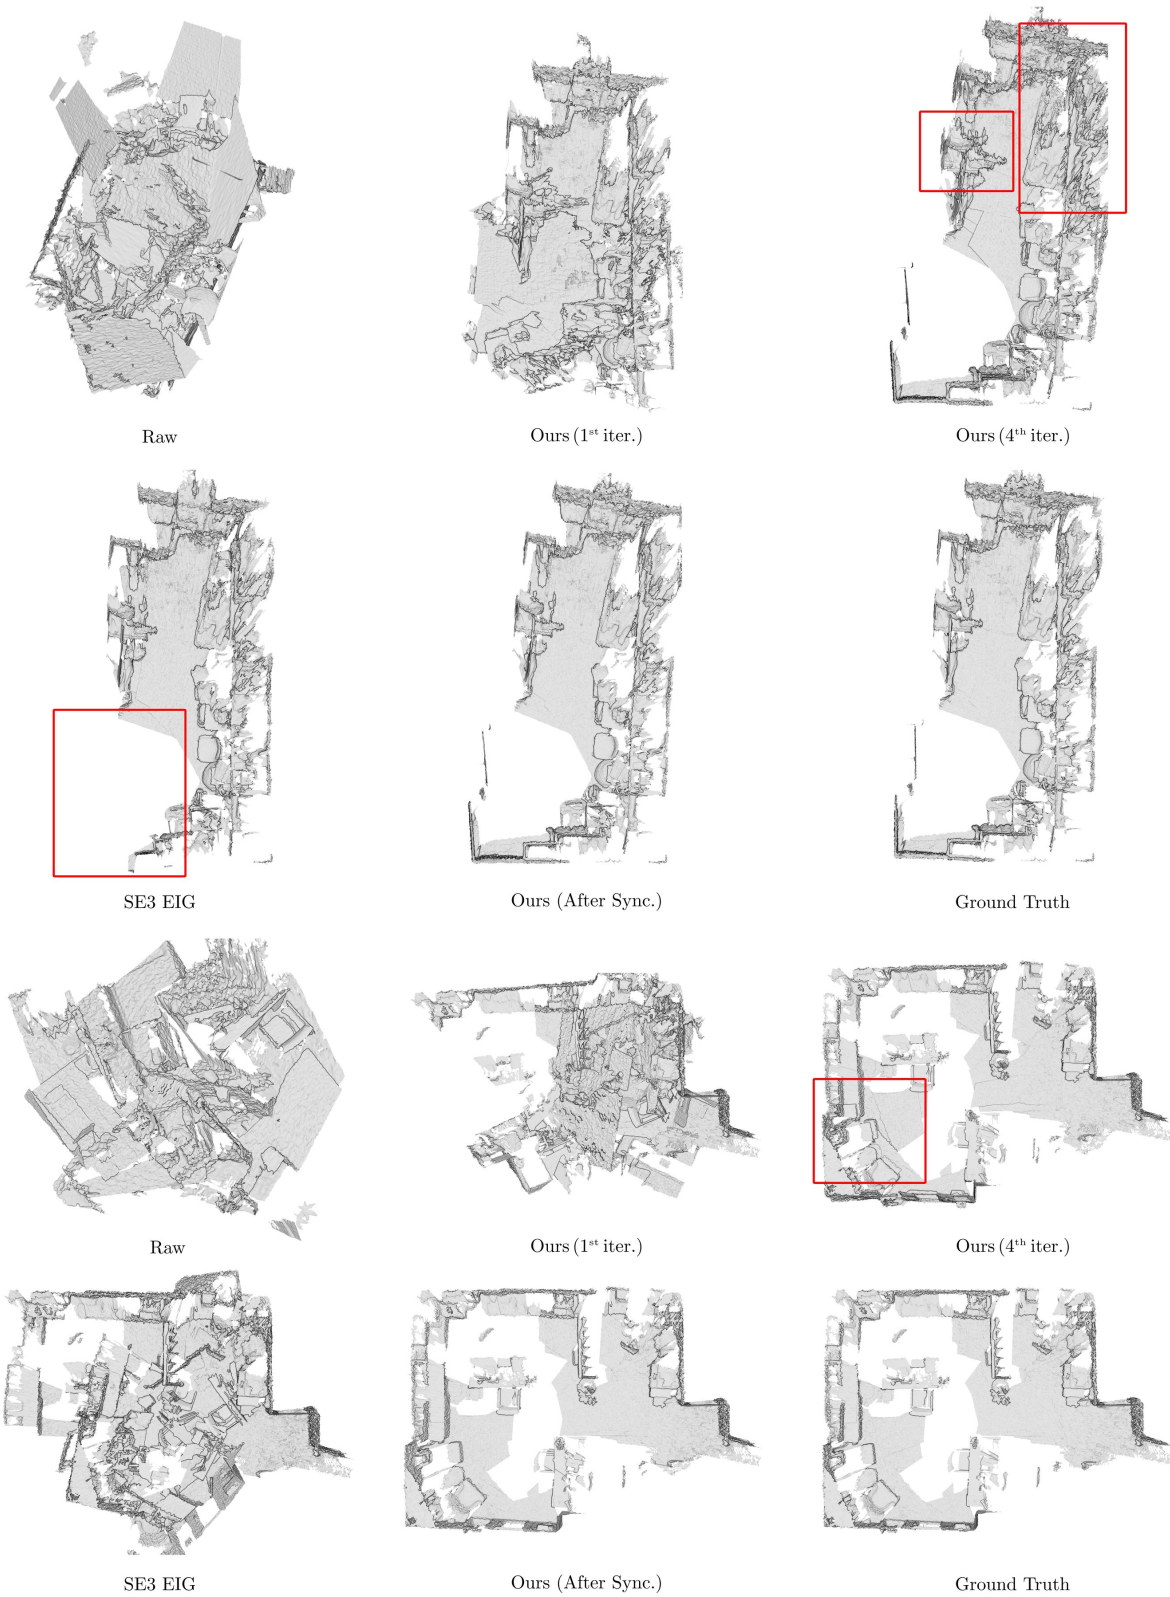 Raw
Ours (1st iter.)
Ours (4th iter.)
SE3 EIG
Ours (After Sync.)
Ground Truth
Raw
Ours (1st iter.)
Ours (4th iter.)
SE3 EIG
Ours (After Sync.)
Ground Truth